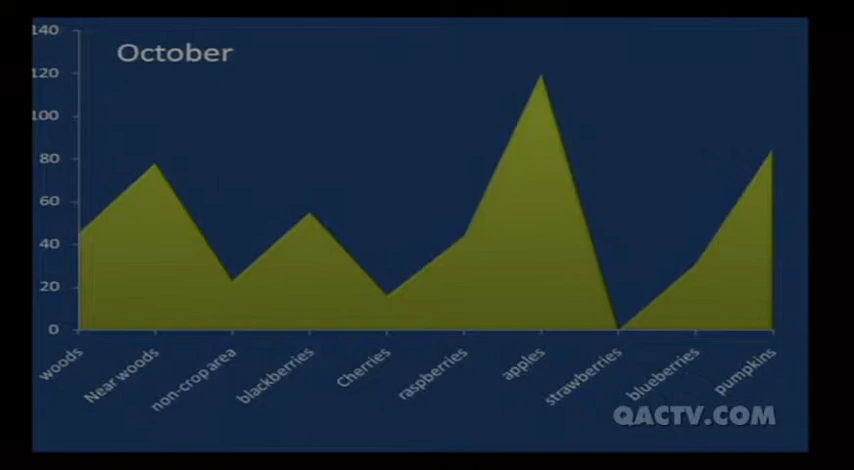 October
140
120
100
80
60
40
20
0
woods
Near woods
non-crop area
blackberries
Cherries
raspberries
apples
strawberries
blueberries
pumpkins
QACTV.COM